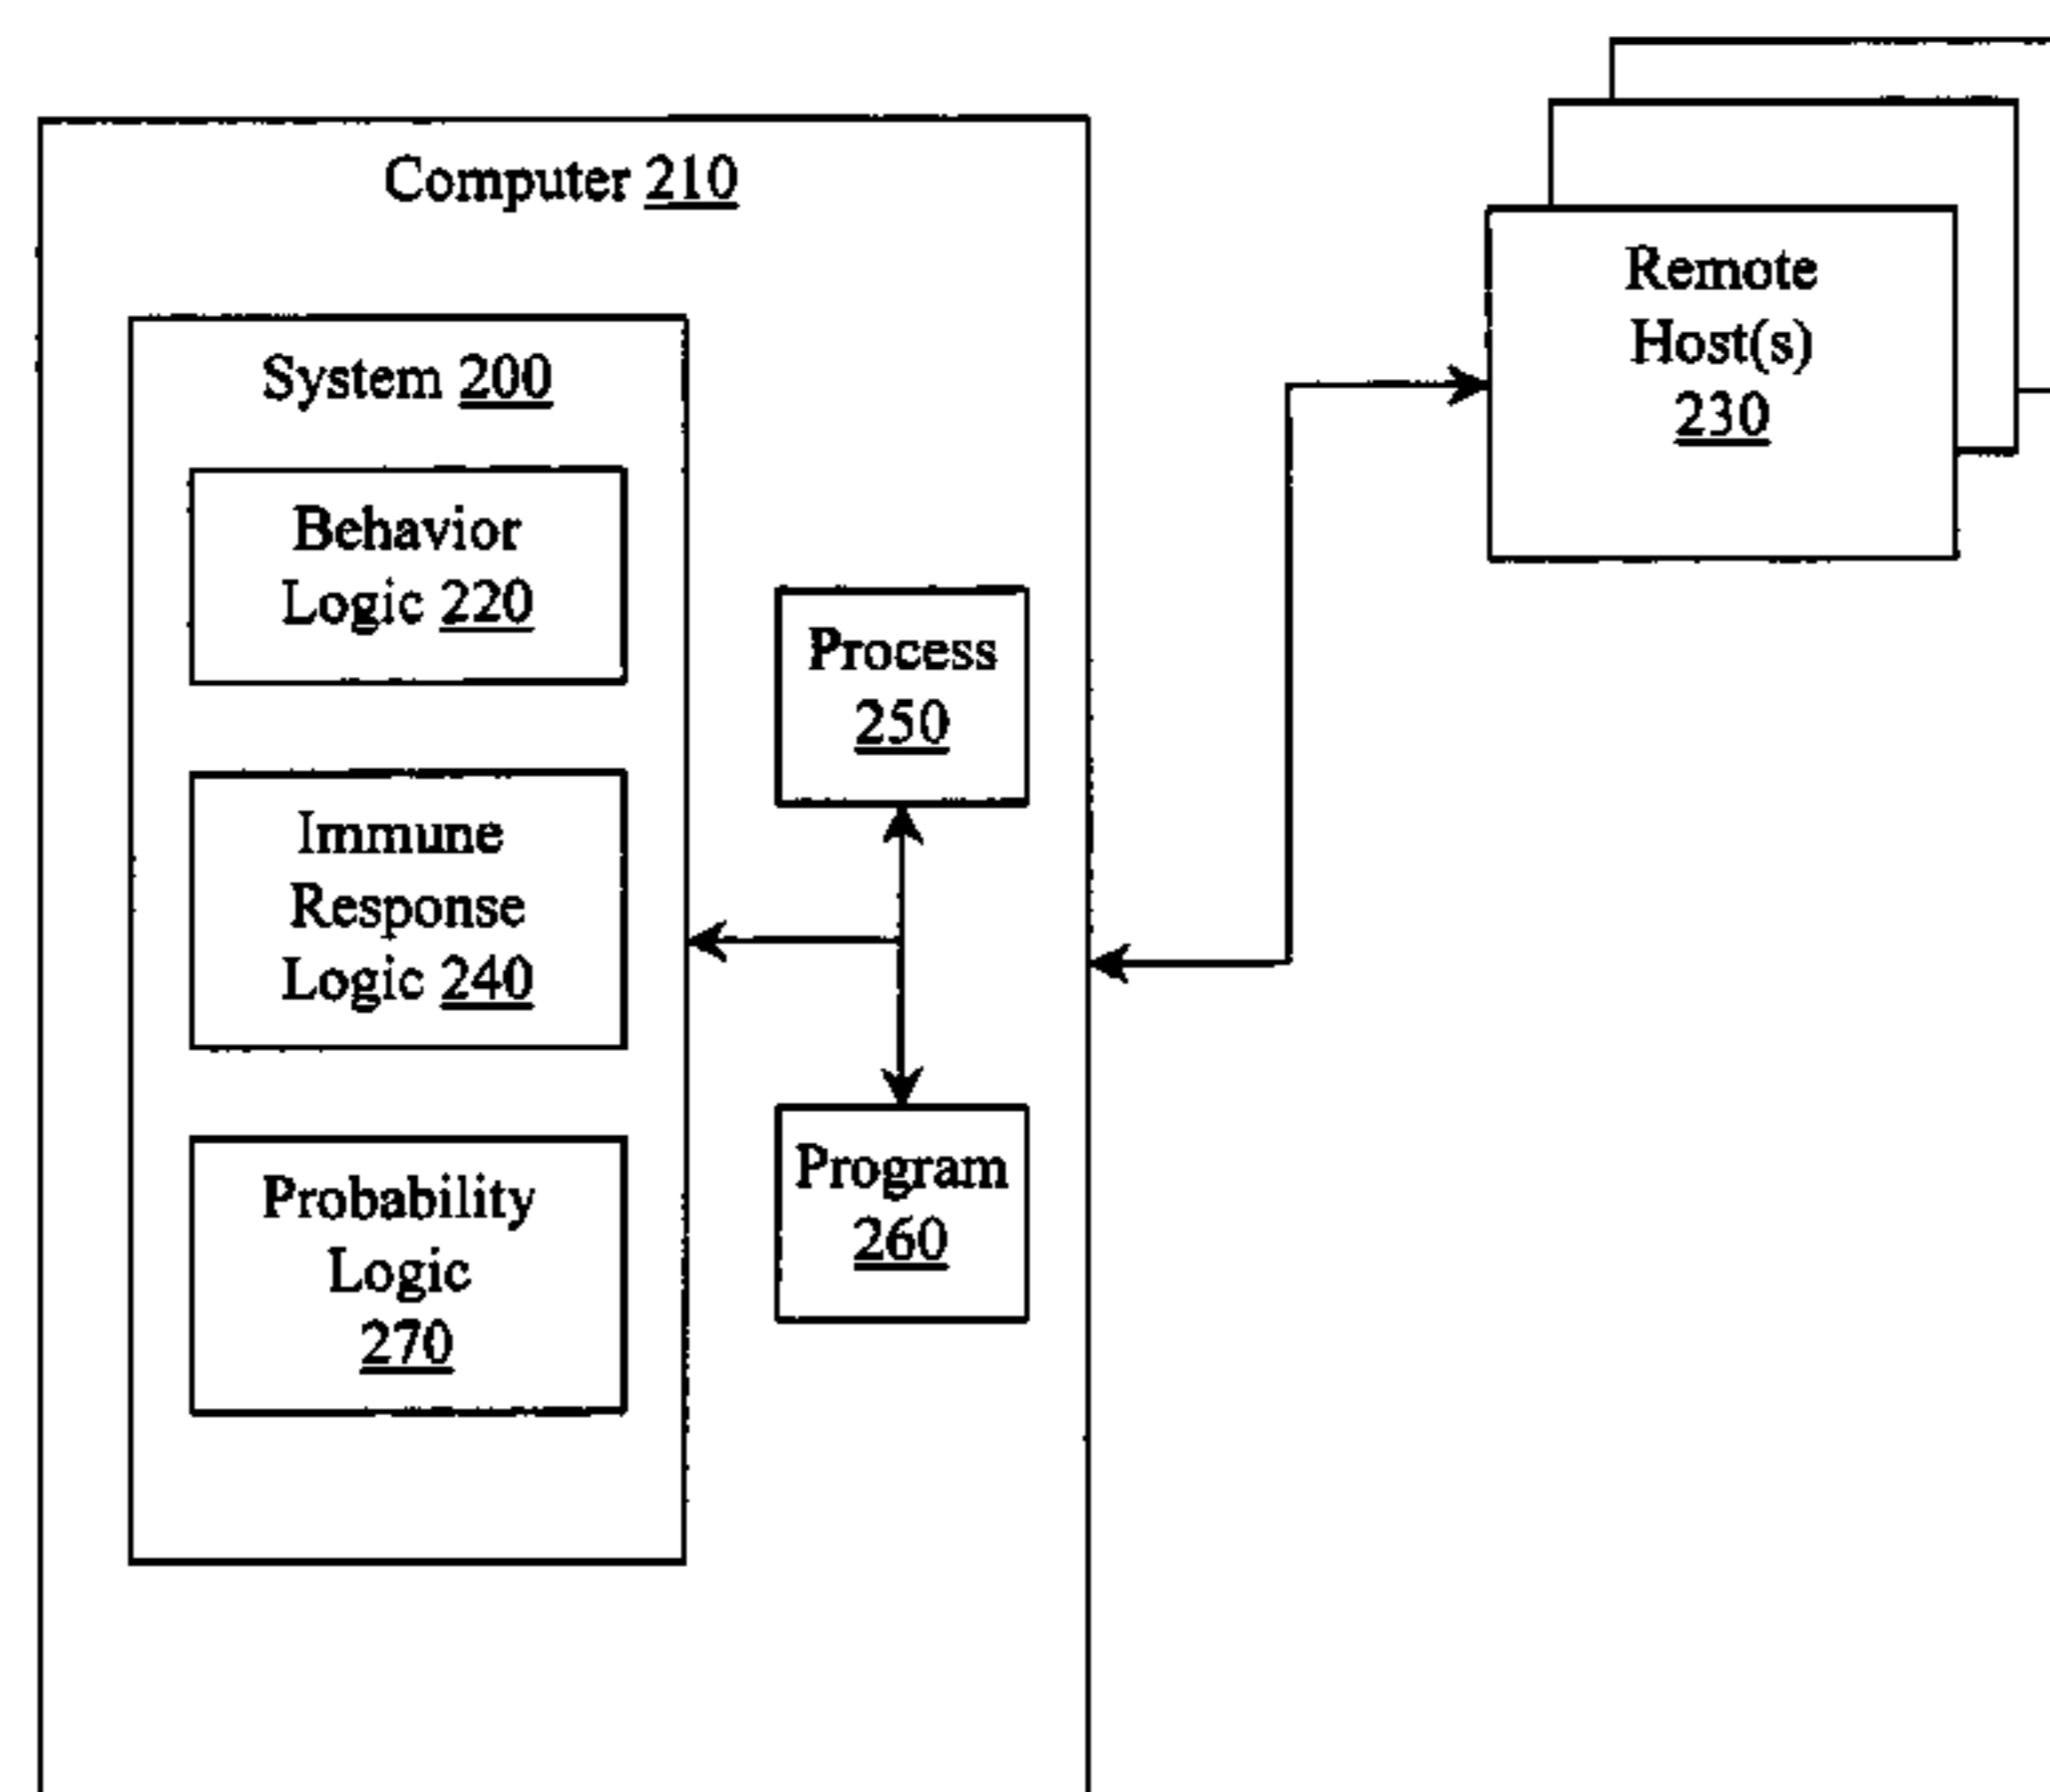 Computer 210
System 200
Behavior
Logic 220
Immune
Response
Logic 240
Probability
Logic
270
Process
250
Program
260
Remote
Host(s)
230